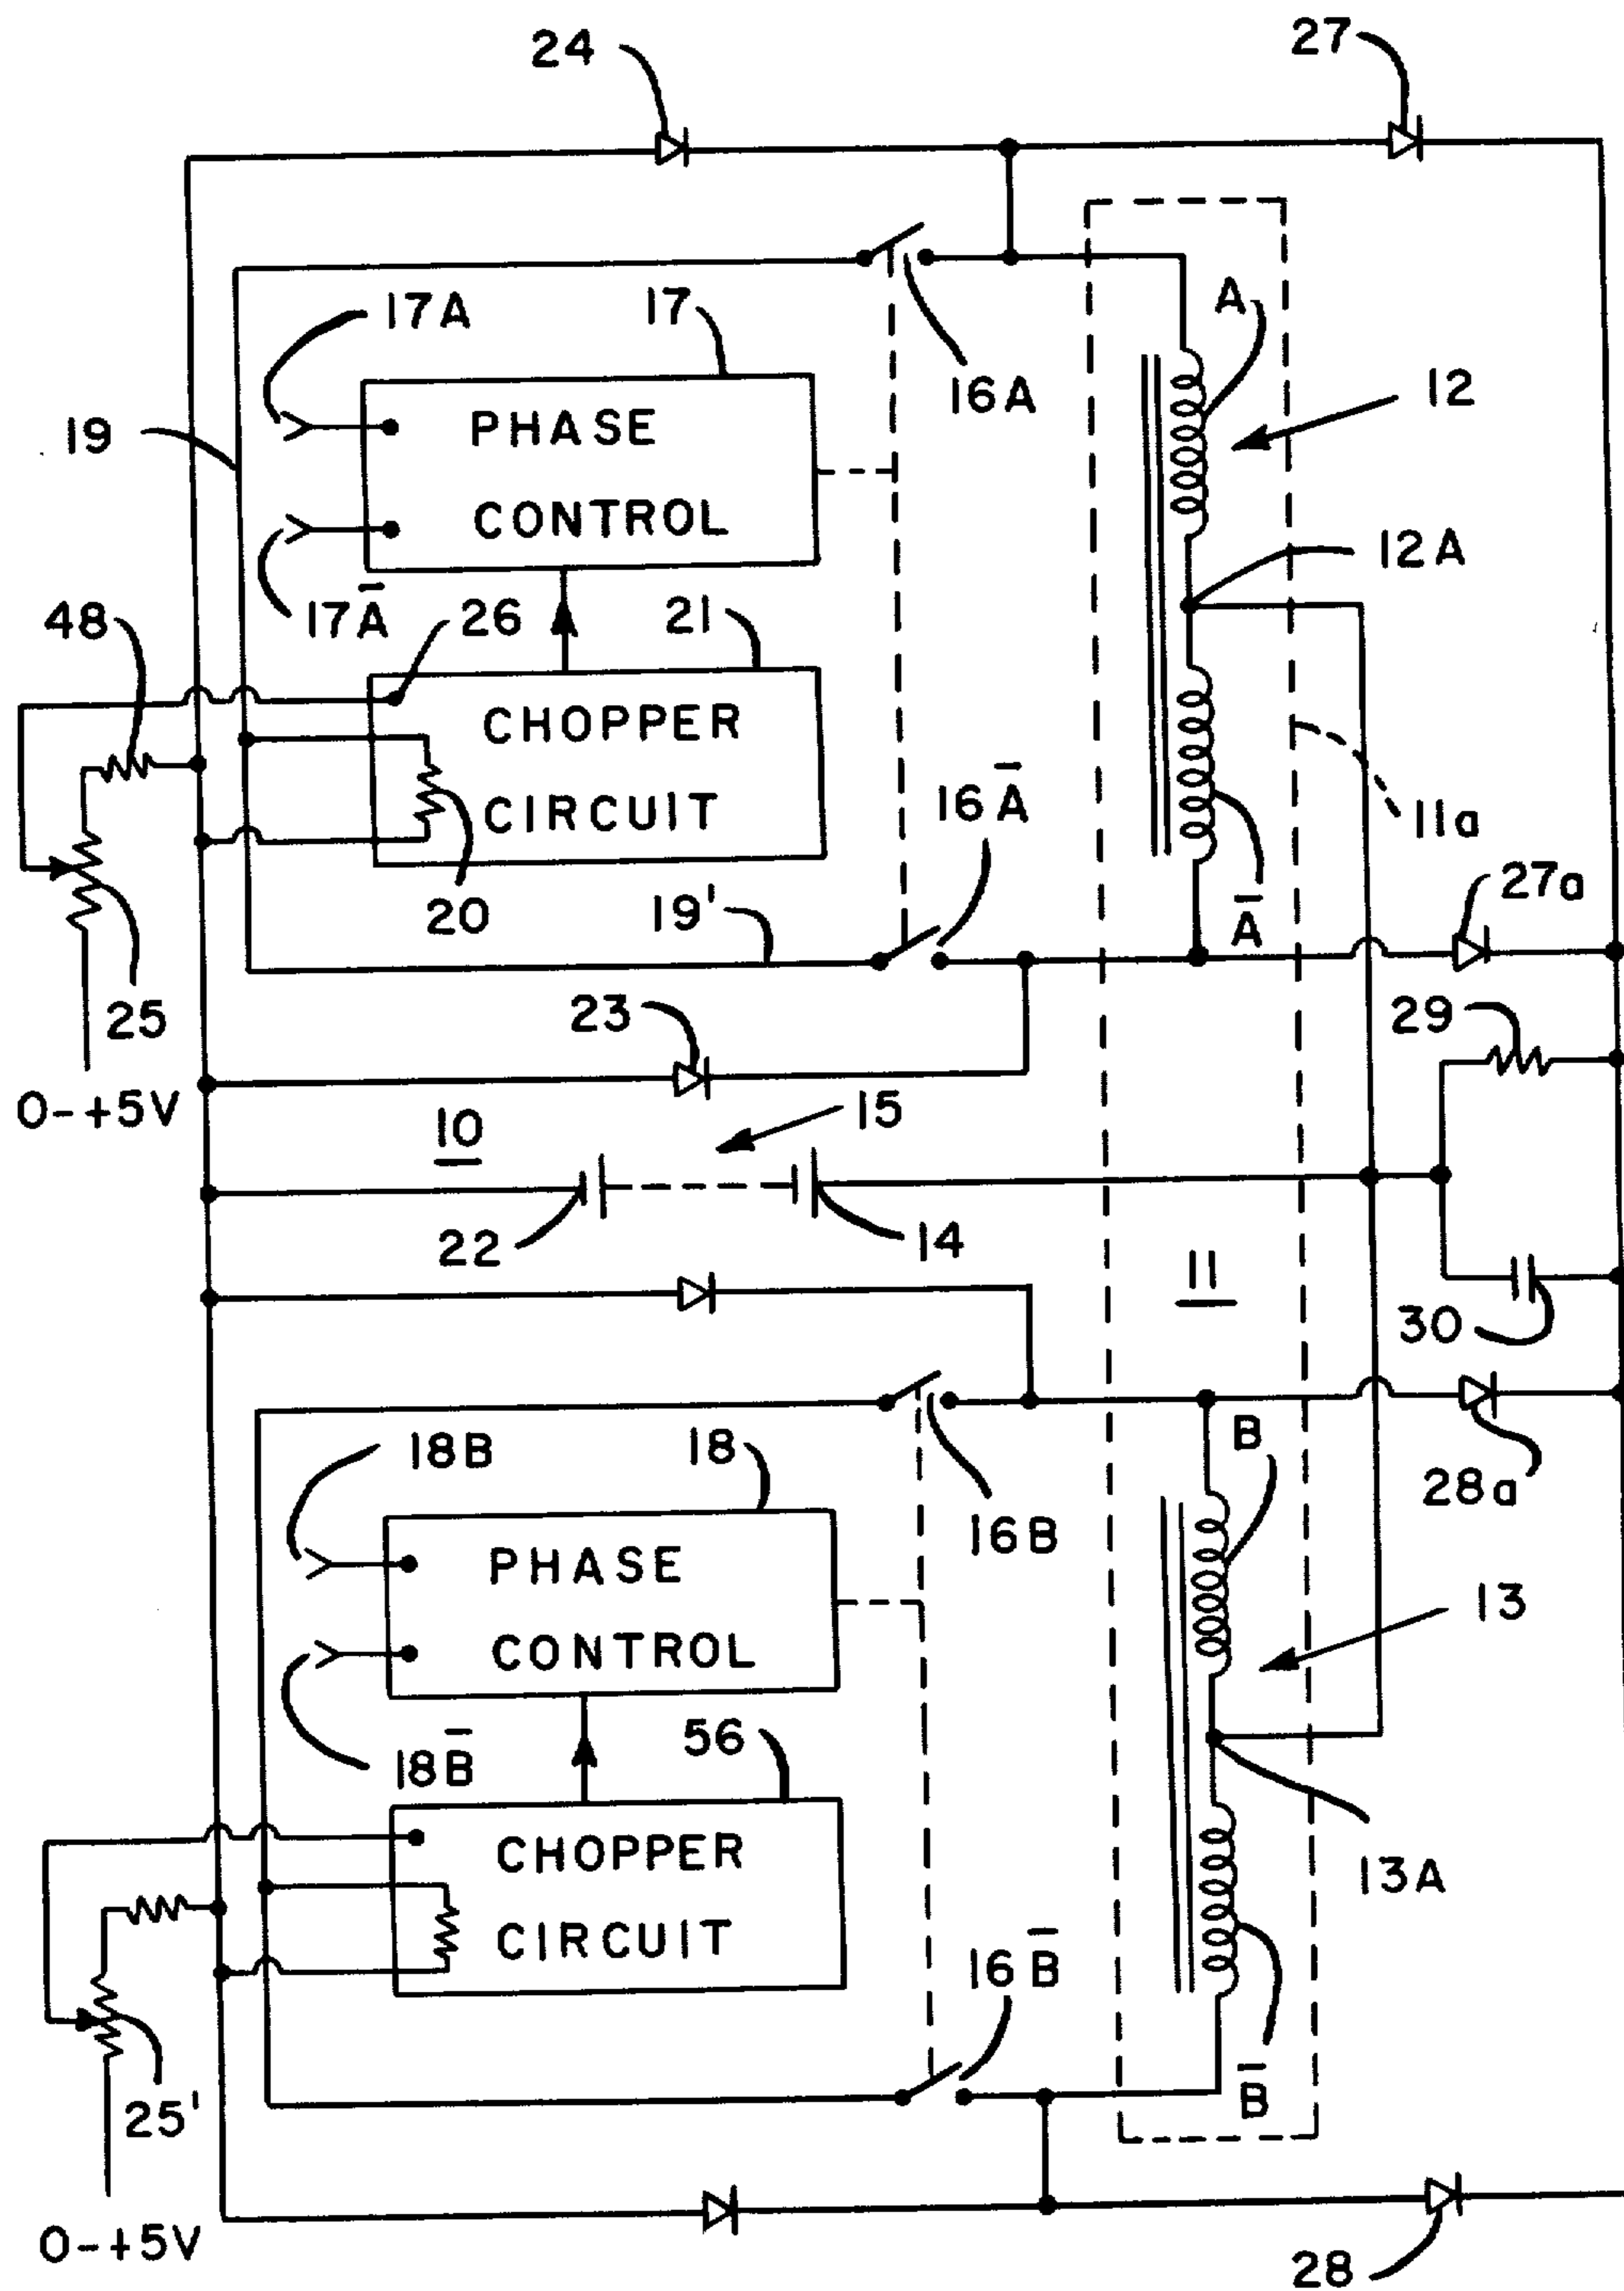 24
27
17A
17
16A
A
12
19
PHASE
CONTROL
12A
17A̅
48
26
21
CHOPPER
CIRCUIT
16A̅
11a
20
19'
A̅
27a
25
23
29
0-+5V
10
15
22
14
11
30
18B
18
B
28a
16B
PHASE
CONTROL
13
18B̅
56
CHOPPER
CIRCUIT
13A
16B̅
25'
B̅
0-+5V
28